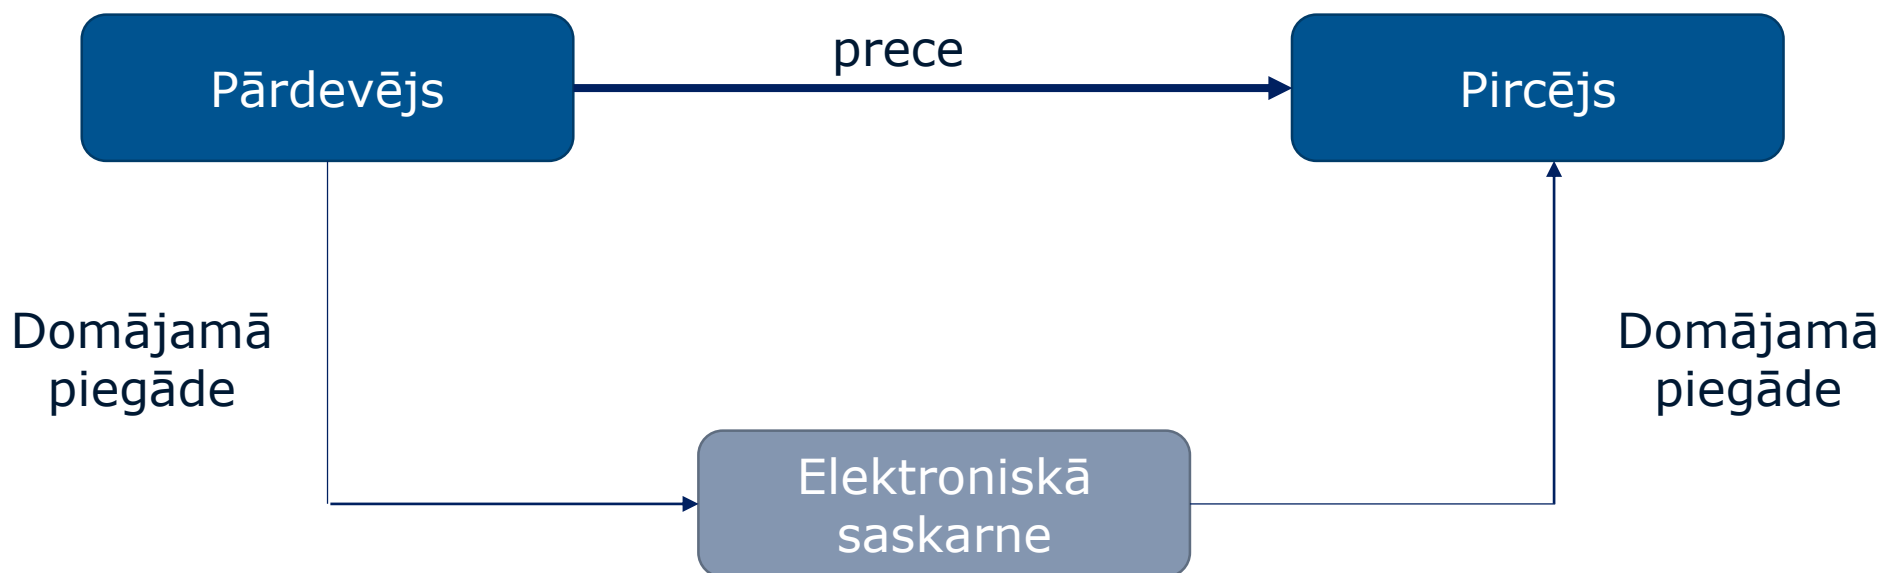 prece
Pārdevējs
Pircējs
Domājamā
piegāde
Domājamā
piegāde
Elektroniskā
saskarne